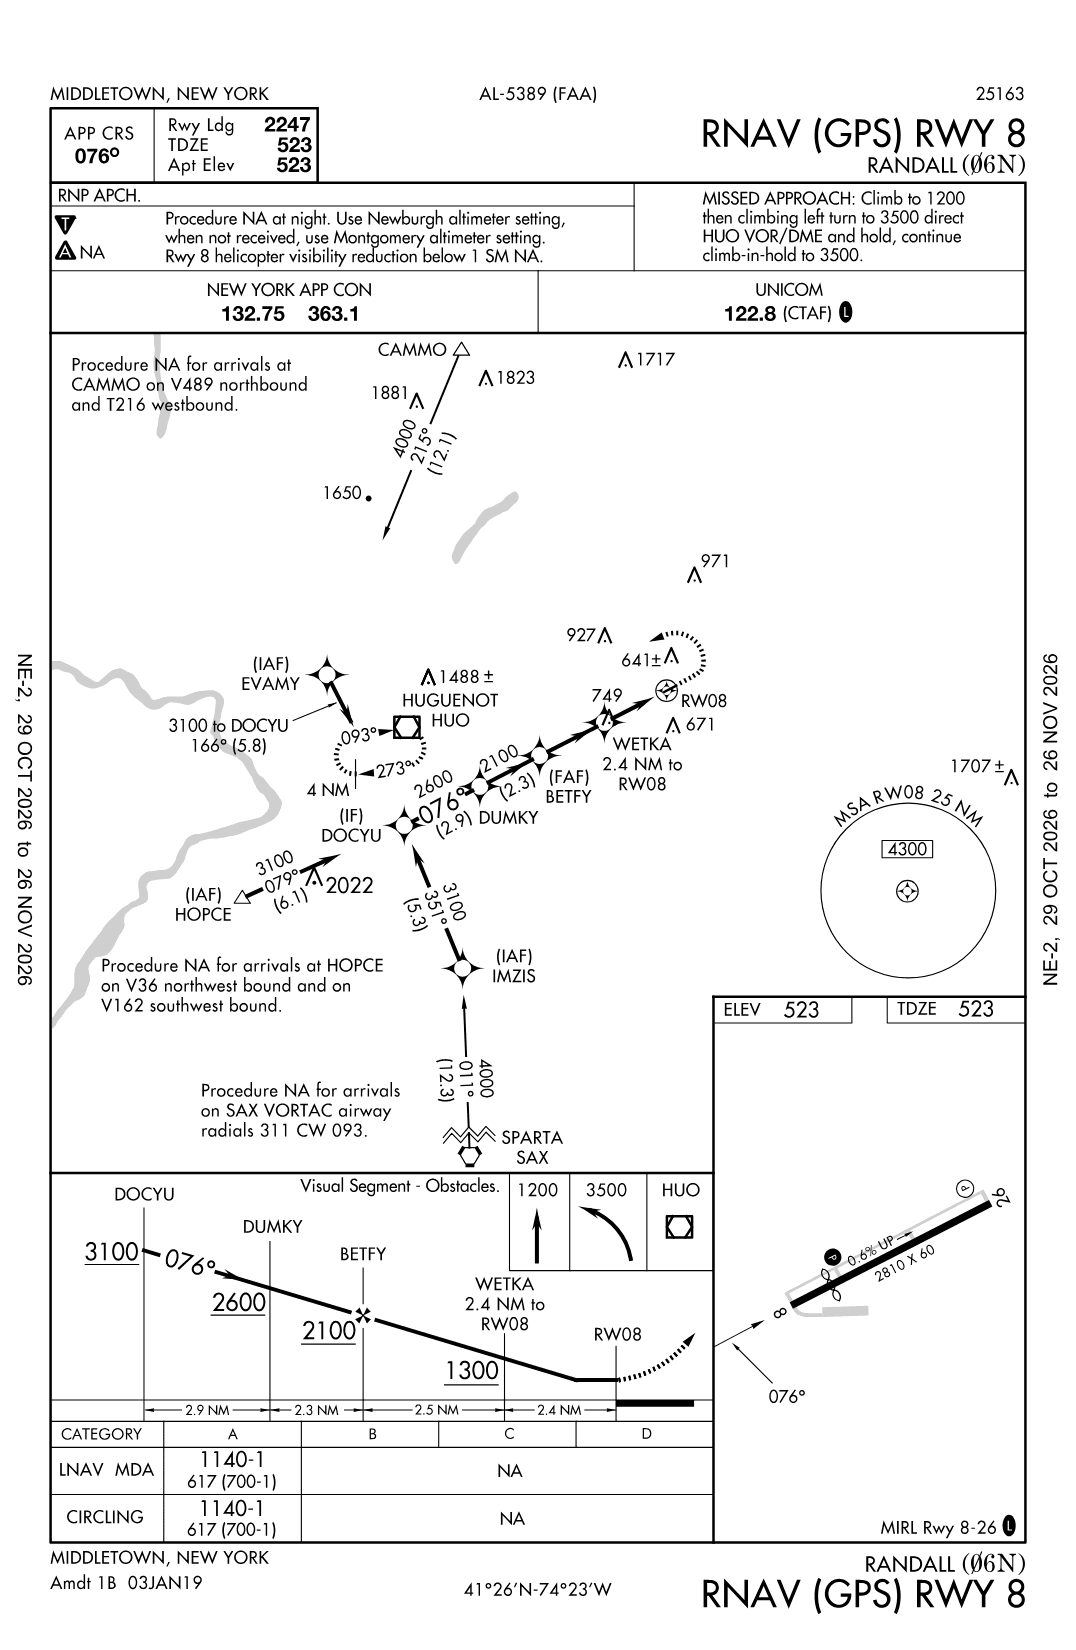 MIDDLETOWN, NEW YORK
AL-5389 (FAA)
25163
APP CRS
076°
Rwy Ldg 2247
TDZE 523
Apt Elev 523
RNAV (GPS) RWY 8
RANDALL (Ø6N)
RNP APCH.
T
A NA
Procedure NA at night. Use Newburgh altimeter setting,
when not received, use Montgomery altimeter setting.
Rwy 8 helicopter visibility reduction below 1 SM NA.
MISSED APPROACH: Climb to 1200
then climbing left turn to 3500 direct
HUO VOR/DME and hold, continue
climb-in-hold to 3500.
NEW YORK APP CON
132.75 363.1
UNICOM
122.8 (CTAF) L
Procedure NA for arrivals at
CAMMO on V489 northbound
and T216 westbound.
CAMMO
1823
1717
1881
4000
215°
(12.1)
1650
971
927
641±
(IAF)
EVAMY
1488 ±
HUGUENOT
HUO
3100 to DOCYU
166° (5.8)
093°
273°
4 NM
749
RW08
671
WETKA
2.4 NM to
RW08
2100
(2.3)
(FAF)
BETFY
2600
076°
(2.9)
DUMKY
(IF)
DOCYU
1707 ±
MSA RW08 25 NM
4300
3100
079°
(6.1)
2022
(IAF)
HOPCE
3100
351°
(5.3)
(IAF)
IMZIS
Procedure NA for arrivals at HOPCE
on V36 northwest bound and on
V162 southwest bound.
4000
011°
(12.3)
Procedure NA for arrivals
on SAX VORTAC airway
radials 311 CW 093.
SPARTA
SAX
NE-2, 29 OCT 2026 to 26 NOV 2026
NE-2, 29 OCT 2026 to 26 NOV 2026
ELEV 523
TDZE 523
P
26
P
0.6% UP
2810 X 60
8
076°
MIRL Rwy 8-26 L
Visual Segment - Obstacles.
1200
3500
HUO
DOCYU
DUMKY
BETFY
WETKA
2.4 NM to
RW08
RW08
3100
076°
2600
2100
1300
2.9 NM
2.3 NM
2.5 NM
2.4 NM
CATEGORY A B C D
LNAV MDA 1140-1 NA
617 (700-1)
CIRCLING 1140-1 NA
617 (700-1)
MIDDLETOWN, NEW YORK
Amdt 1B 03JAN19
41°26'N-74°23'W
RANDALL (Ø6N)
RNAV (GPS) RWY 8